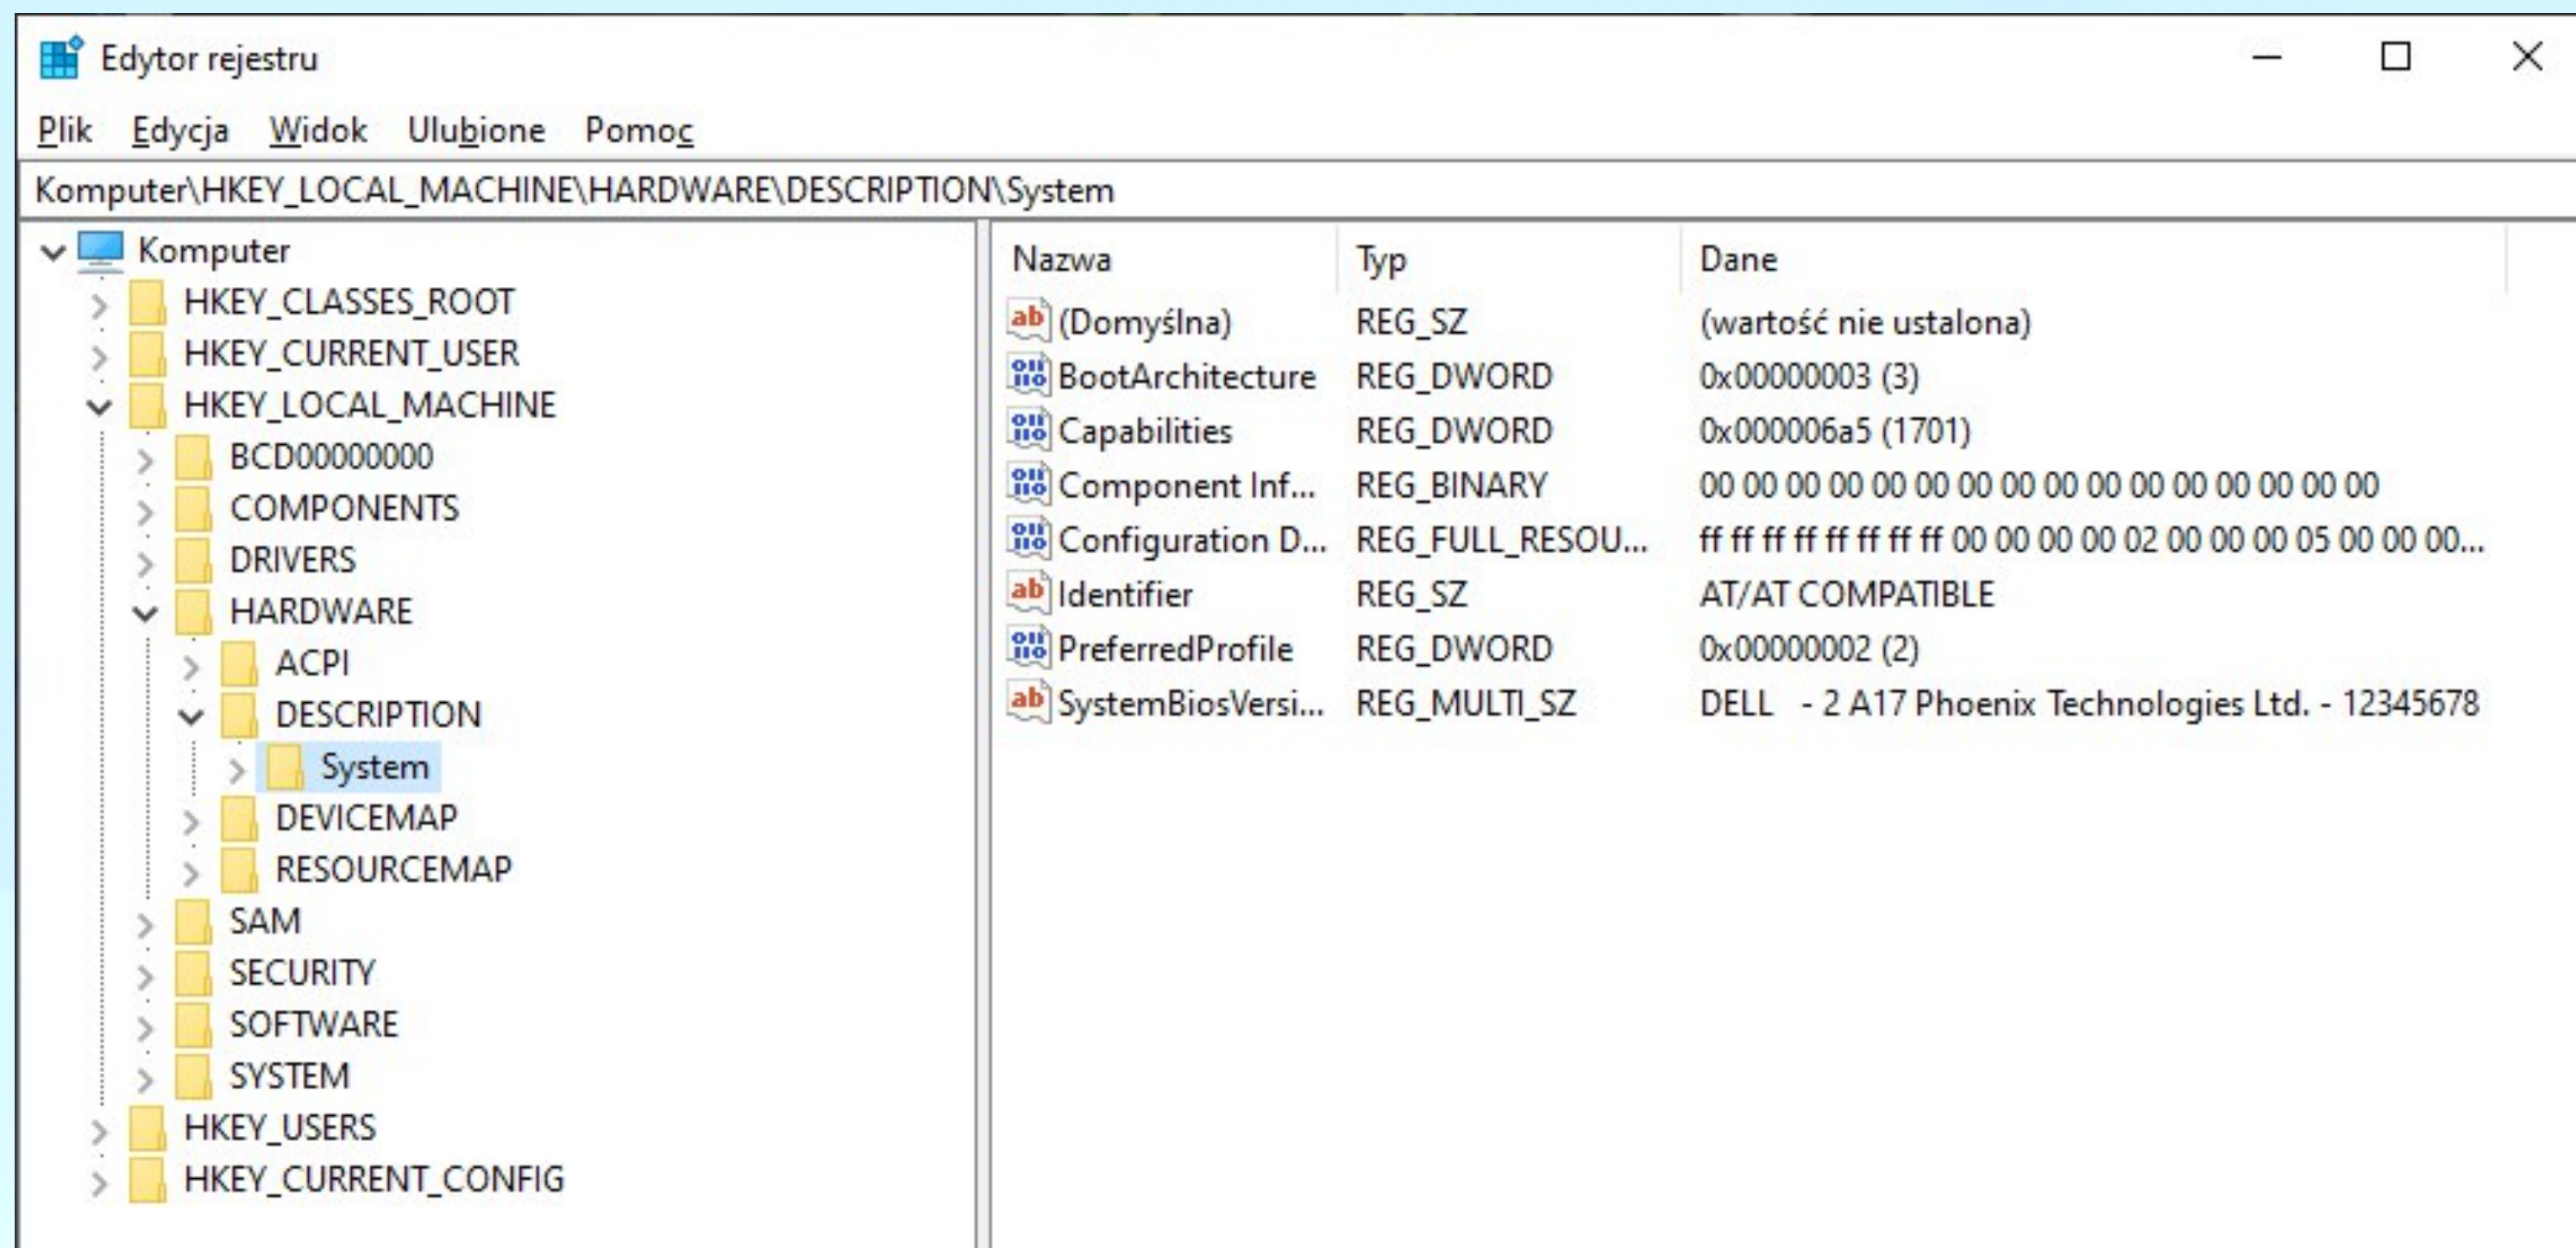 Edytor rejestru
Plik Edycja Widok Ulubione Pomoc
Komputer\HKEY_LOCAL_MACHINE\HARDWARE\DESCRIPTION\System
Komputer
HKEY_CLASSES_ROOT
HKEY_CURRENT_USER
HKEY_LOCAL_MACHINE
BCD00000000
COMPONENTS
DRIVERS
HARDWARE
ACPI
DESCRIPTION
System
DEVICEMAP
RESOURCEMAP
SAM
SECURITY
SOFTWARE
SYSTEM
HKEY_USERS
HKEY_CURRENT_CONFIG
Nazwa Typ Dane
(Domyślna) REG_SZ (wartość nie ustalona)
BootArchitecture REG_DWORD 0x00000003 (3)
Capabilities REG_DWORD 0x000006a5 (1701)
Component Inf... REG_BINARY 00 00 00 00 00 00 00 00 00 00 00 00 00 00 00 00
Configuration D... REG_FULL_RESOU... ff ff ff ff ff ff ff ff 00 00 00 00 02 00 00 00 05 00 00 00...
Identifier REG_SZ AT/AT COMPATIBLE
PreferredProfile REG_DWORD 0x00000002 (2)
SystemBiosVersi... REG_MULTI_SZ DELL - 2 A17 Phoenix Technologies Ltd. - 12345678